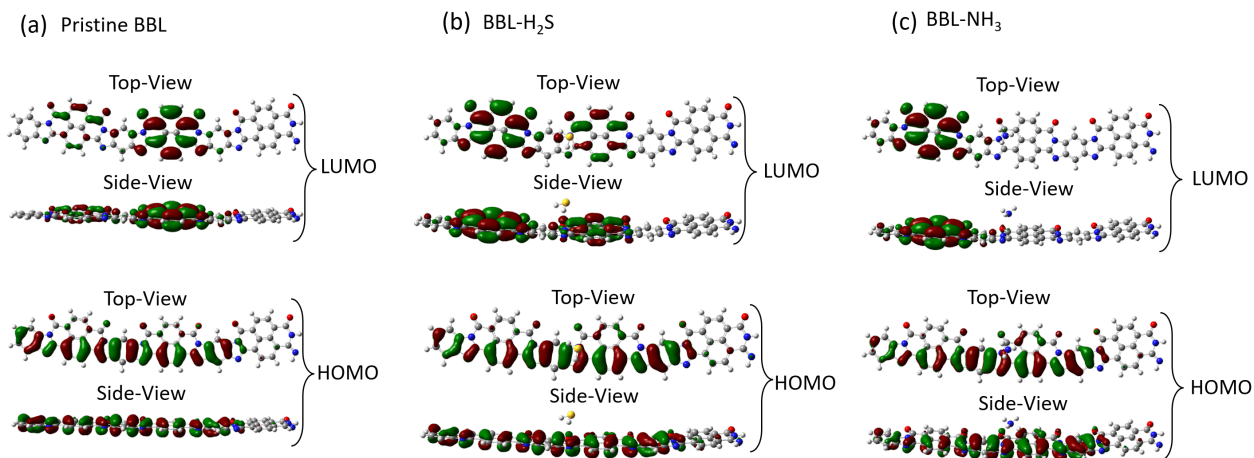 (a) Pristine BBL
Top-View
Side-View
LUMO
Top-View
Side-View
HOMO
(b) BBL-H₂S
Top-View
Side-View
LUMO
Top-View
Side-View
HOMO
(c) BBL-NH₃
Top-View
Side-View
LUMO
Top-View
Side-View
HOMO